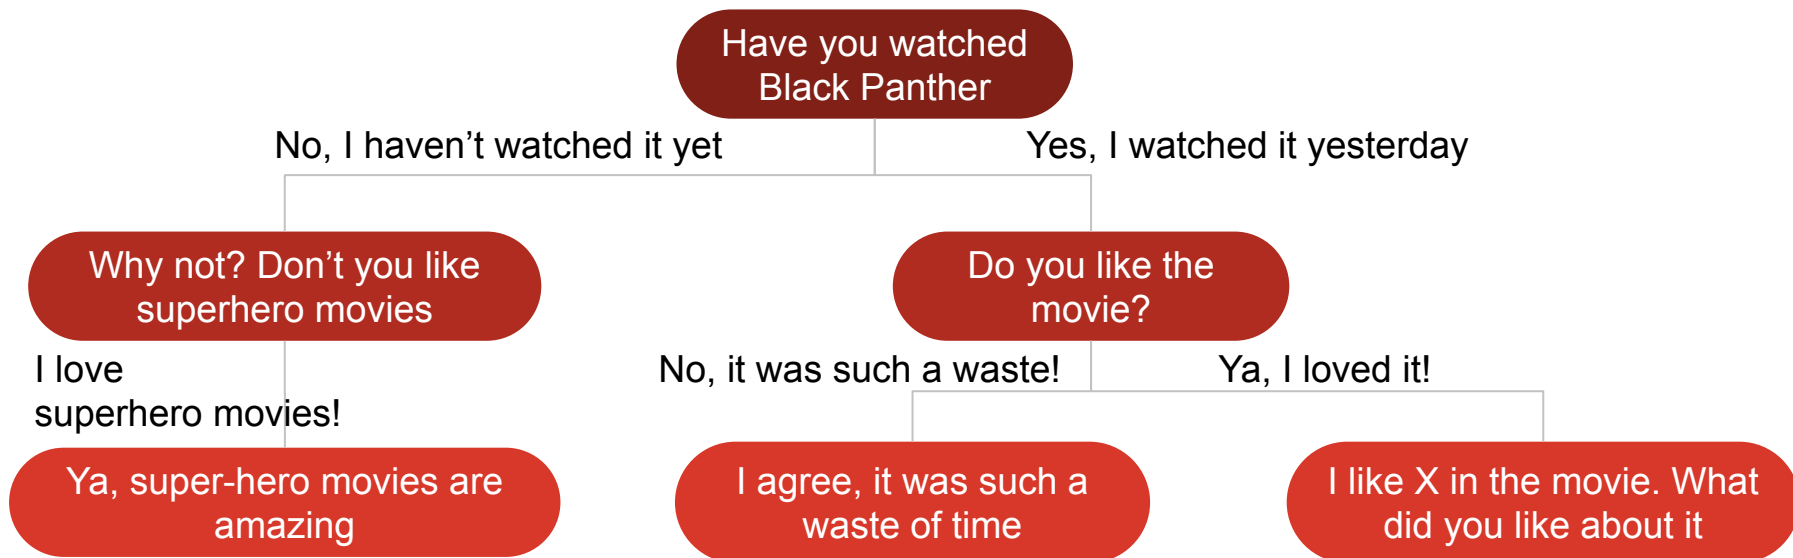 Have you watched
Black Panther
No, I haven’t watched it yet
Yes, I watched it yesterday
Why not? Don’t you like
superhero movies
Do you like the
movie?
I love
superhero movies!
No, it was such a waste!
Ya, I loved it!
Ya, super-hero movies are
amazing
I agree, it was such a
waste of time
I like X in the movie. What
did you like about it